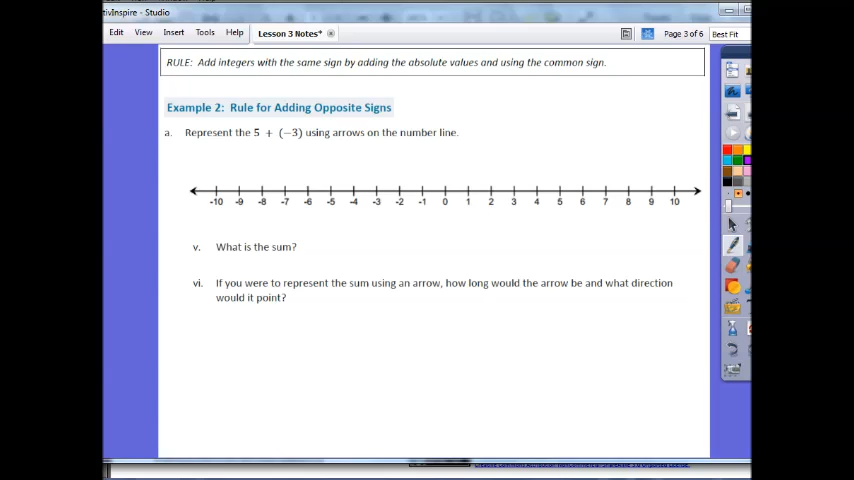 tivInspire - Studio
Edit View Insert Tools Help Lesson 3 Notes* Page 3 of 6 Best Fit
RULE: Add integers with the same sign by adding the absolute values and using the common sign.
Example 2: Rule for Adding Opposite Signs
a. Represent the 5 + (−3) using arrows on the number line.
-10 -9 -8 -7 -6 -5 -4 -3 -2 -1 0 1 2 3 4 5 6 7 8 9 10
v. What is the sum?
vi. If you were to represent the sum using an arrow, how long would the arrow be and what direction
would it point?